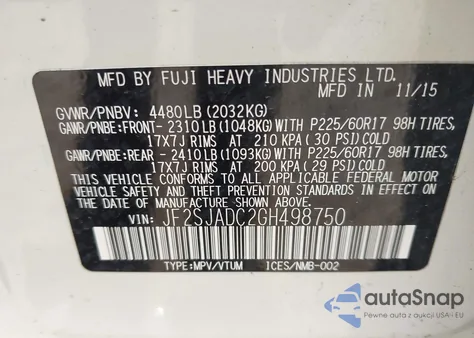 MFD BY FUJI HEAVY INDUSTRIES LTD.
MFD IN 11/15
GVWR/PNBV: 4480LB (2032KG)
GAWR/PNBE:FRONT-2310LB (1048KG)WITH P225/60R17 98H TIRES,
17X7J RIMS AT 210 KPA ( 30 PSI) COLD
GAWR/PNBE:REAR -2410LB (1093KG)WITH P225/60R17 98H TIRES,
17X7J RIMS AT 200 KPA (29 PSI) COLD
THIS VEHICLE CONFORMS TO ALL APPLICABLE FEDERAL
MOTOR VEHICLE SAFETY STANDARDS IN EFFECT ON
THE DATE OF MANUFACTURE SHOWN ABOVE.
VIN: JF2SJADC2GH498750
TYPE:MPV/VTUM ICES/NMB-002
autoSnap
Pewne auta z aukcji USA i EU